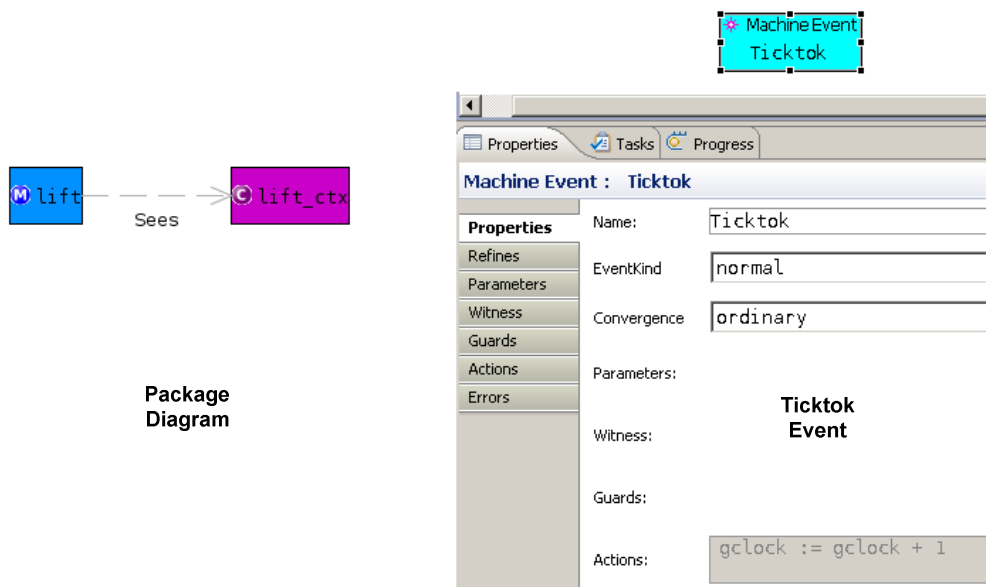 Machine Event
Ticktok
Properties
Tasks
Progress
M lift
C lift_ctx
Sees
Machine Event : Ticktok
Properties
Refines
Parameters
Witness
Guards
Actions
Errors
Name: Ticktok
EventKind normal
Convergence ordinary
Parameters:
Witness:
Guards:
Actions: gclock := gclock + 1
Package
Diagram
Ticktok
Event